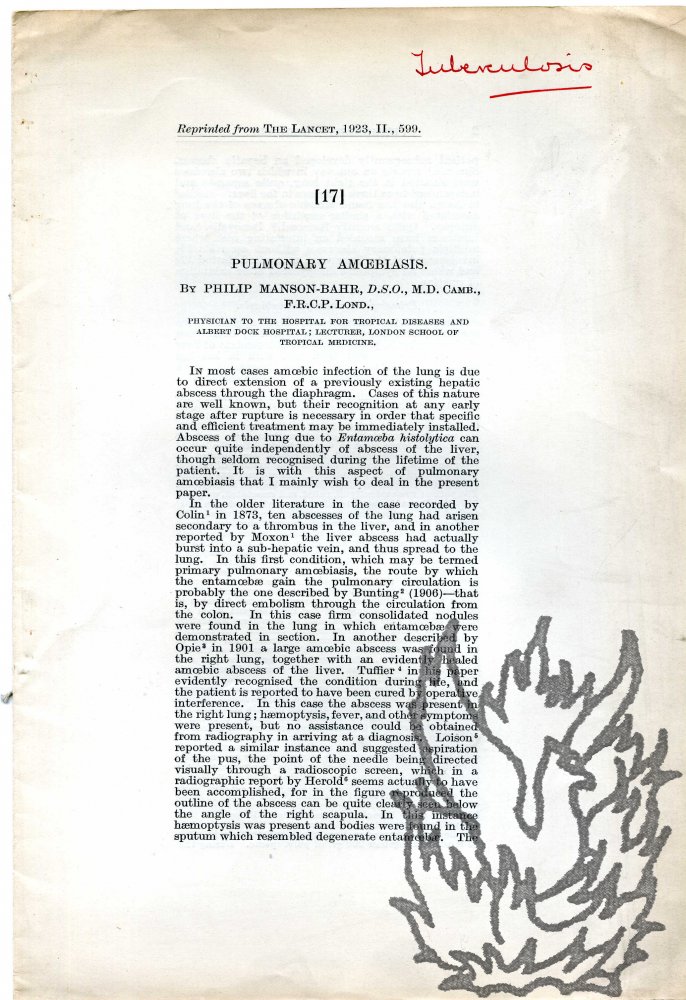 Tuberculosis
Reprinted from THE LANCET, 1923, II., 599.
[17]
PULMONARY AMŒBIASIS.
BY PHILIP MANSON-BAHR, D.S.O., M.D. CAMB.,
F.R.C.P. LOND.,
PHYSICIAN TO THE HOSPITAL FOR TROPICAL DISEASES AND
ALBERT DOCK HOSPITAL; LECTURER, LONDON SCHOOL OF
TROPICAL MEDICINE.
IN most cases amœbic infection of the lung is due
to direct extension of a previously existing hepatic
abscess through the diaphragm. Cases of this nature
are well known, but their recognition at any early
stage after rupture is necessary in order that specific
and efficient treatment may be immediately installed.
Abscess of the lung due to Entamœba histolytica can
occur quite independently of abscess of the liver,
though seldom recognised during the lifetime of the
patient. It is with this aspect of pulmonary
amœbiasis that I mainly wish to deal in the present
paper.
In the older literature in the case recorded by
Colin¹ in 1873, ten abscesses of the lung had arisen
secondary to a thrombus in the liver, and in another
reported by Moxon¹ the liver abscess had actually
burst into a sub-hepatic vein, and thus spread to the
lung. In this first condition, which may be termed
primary pulmonary amœbiasis, the route by which
the entamœbæ gain the pulmonary circulation is
probably the one described by Bunting² (1906)—that
is, by direct embolism through the circulation from
the colon. In this case firm consolidated nodules
were found in the lung in which entamœbæ were
demonstrated in section. In another described by
Opie³ in 1901 a large amœbic abscess was found in
the right lung, together with an evidently healed
amœbic abscess of the liver. Tuffier⁴ in his paper
evidently recognised the condition during life, and
the patient is reported to have been cured by operative
interference. In this case the abscess was present in
the right lung; hæmoptysis, fever, and other symptoms
were present, but no assistance could be obtained
from radiography in arriving at a diagnosis. Loison⁵
reported a similar instance and suggested aspiration
of the pus, the point of the needle being directed
visually through a radioscopic screen, which in a
radiographic report by Herold⁶ seems actually to have
been accomplished, for in the figure reproduced the
outline of the abscess can be quite clearly seen below
the angle of the right scapula. In this instance
hæmoptysis was present and bodies were found in the
sputum which resembled degenerate entamœbæ. The